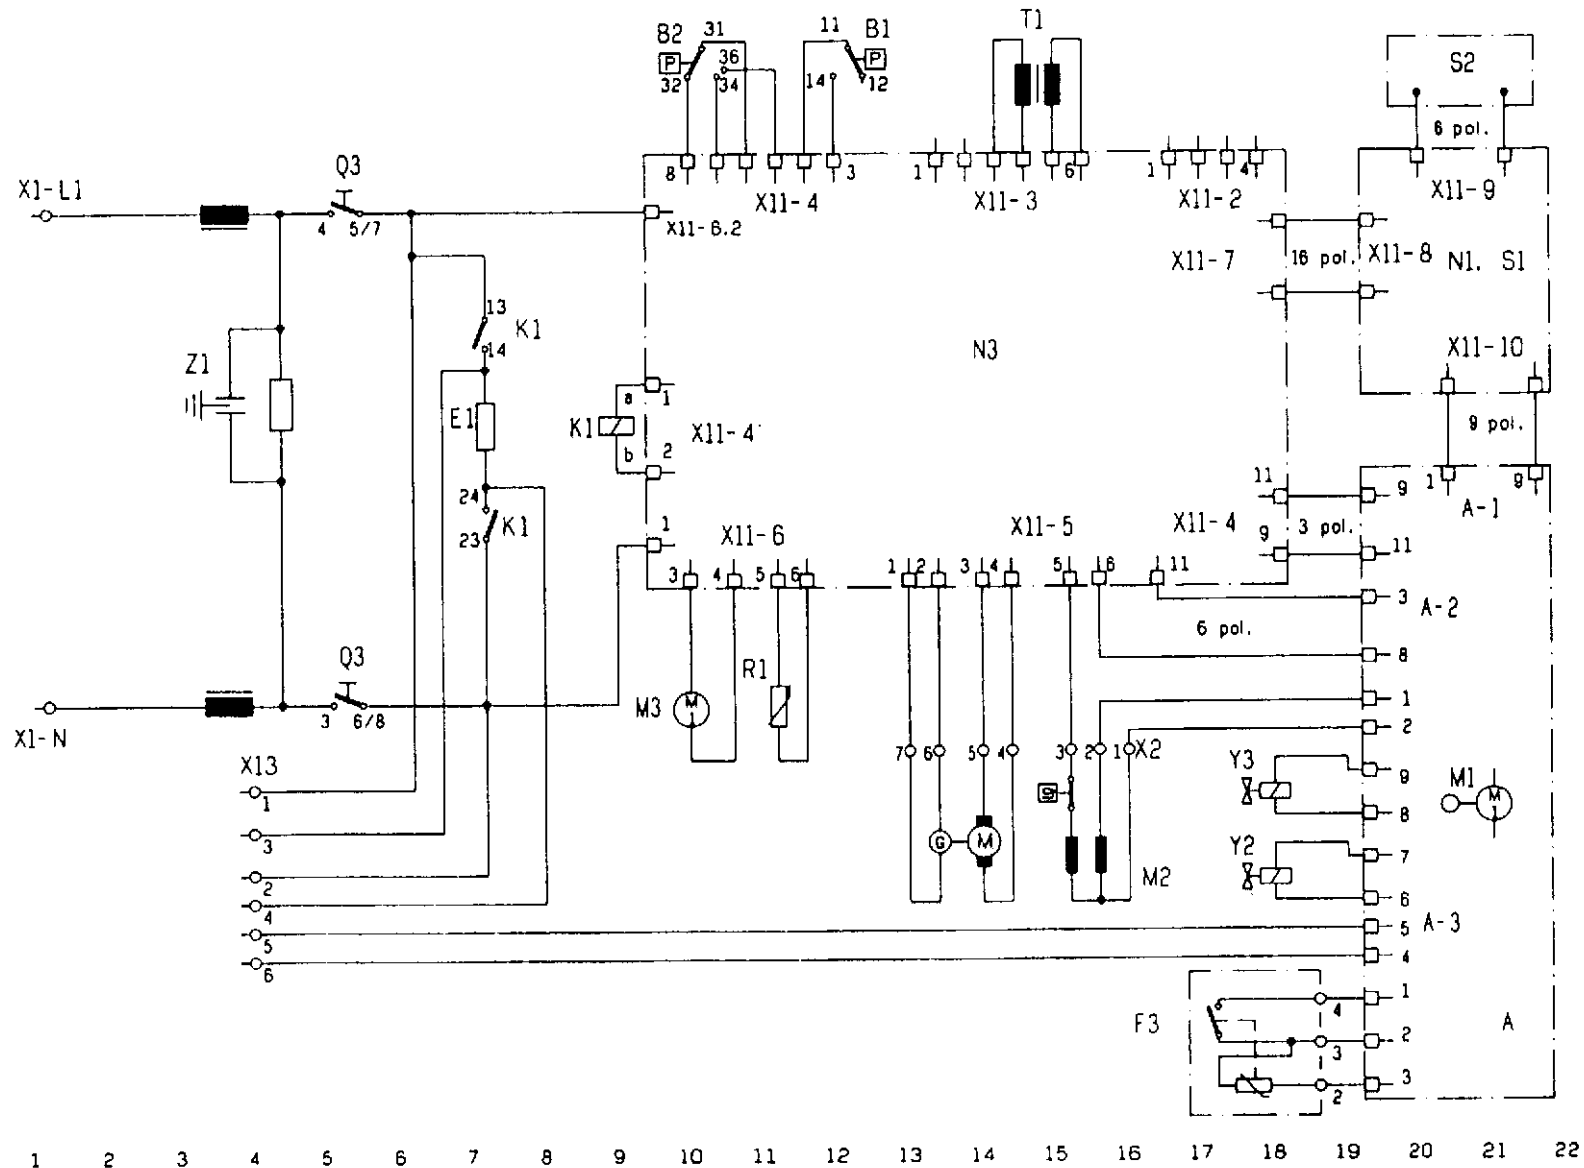 31 11 B1 T1
B2 36
P P S2
32 34 14 12
6 pol.
Q3 8 3 1 6 1 4
X1-L1 X11-4 X11-3 X11-2 X11-9
4 5/7 X11-6.2
X11-7 16 pol. X11-8 N1. S1
13
K1
14 N3 X11-10
Z1
a 1
E1 K1 X11-4 9 pol.
b 2
24 11 9 1 9
K1 1 X11-6 X11-5 X11-4 3 pol. A-1
23 9 11
3 4 5 6 1 2 3 4 5 6 11
3 A-2
6 pol.
Q3 8
R1
M3 M 1
3 6/8 2
X1-N 7 6 5 4 3 2 1 X2
X13 Y3 9 M1
1 8 M
3 G M Y2 7
2 M2 6
4 5 A-3
5 4
6
1
F3 4 2 A
3
2 3
1 2 3 4 5 6 7 8 9 10 11 12 13 14 15 16 17 18 19 20 21 22